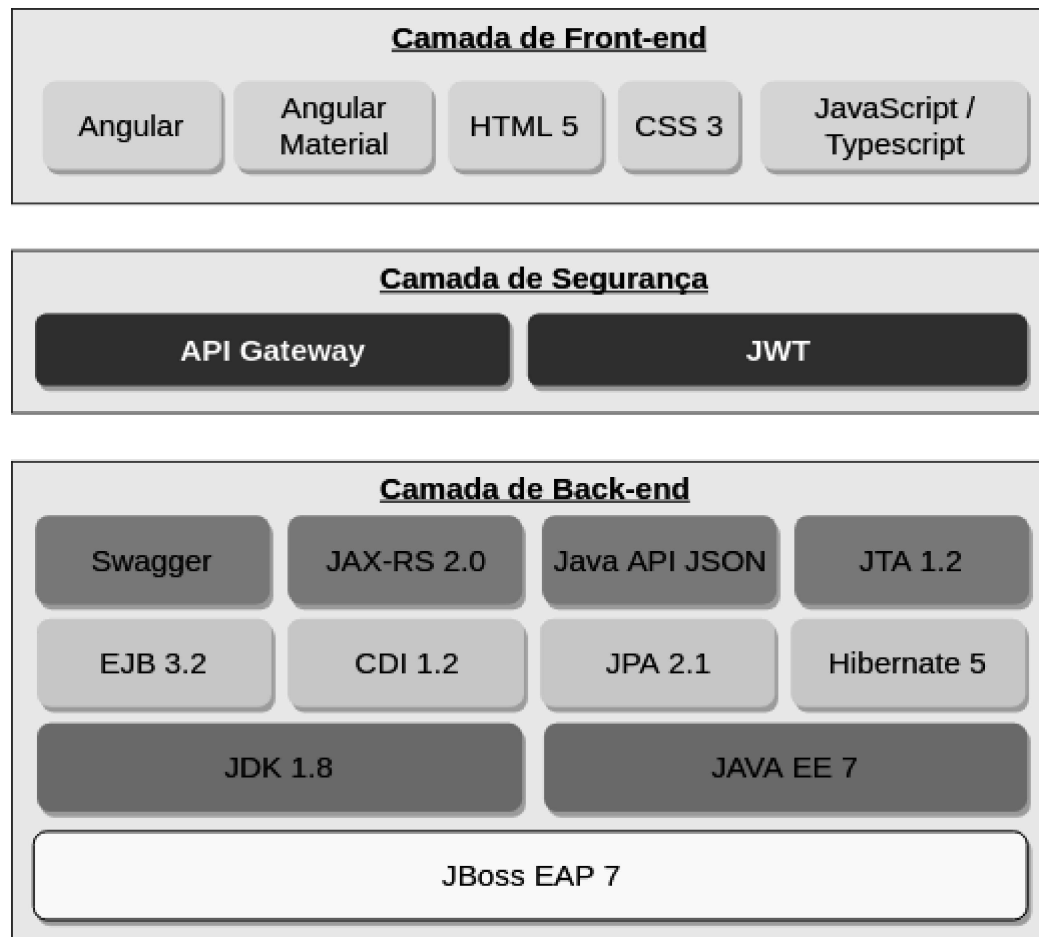 Camada de Front-end
Angular
Angular
Material
HTML 5
CSS 3
JavaScript /
Typescript
Camada de Segurança
API Gateway
JWT
Camada de Back-end
Swagger
JAX-RS 2.0
Java API JSON
JTA 1.2
EJB 3.2
CDI 1.2
JPA 2.1
Hibernate 5
JDK 1.8
JAVA EE 7
JBoss EAP 7